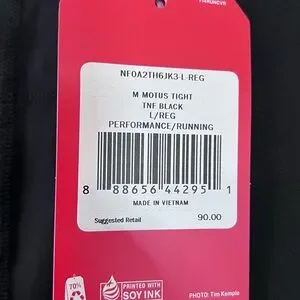 NF0A2TH6JK3-L-REG
M MOTUS TIGHT
TNF BLACK
L/REG
PERFORMANCE/RUNNING
8 88656 44295 1
MADE IN VIETNAM
Suggested Retail 90.00
70%
PRINTED WITH
SOY INK
PHOTO: Tim Kemple